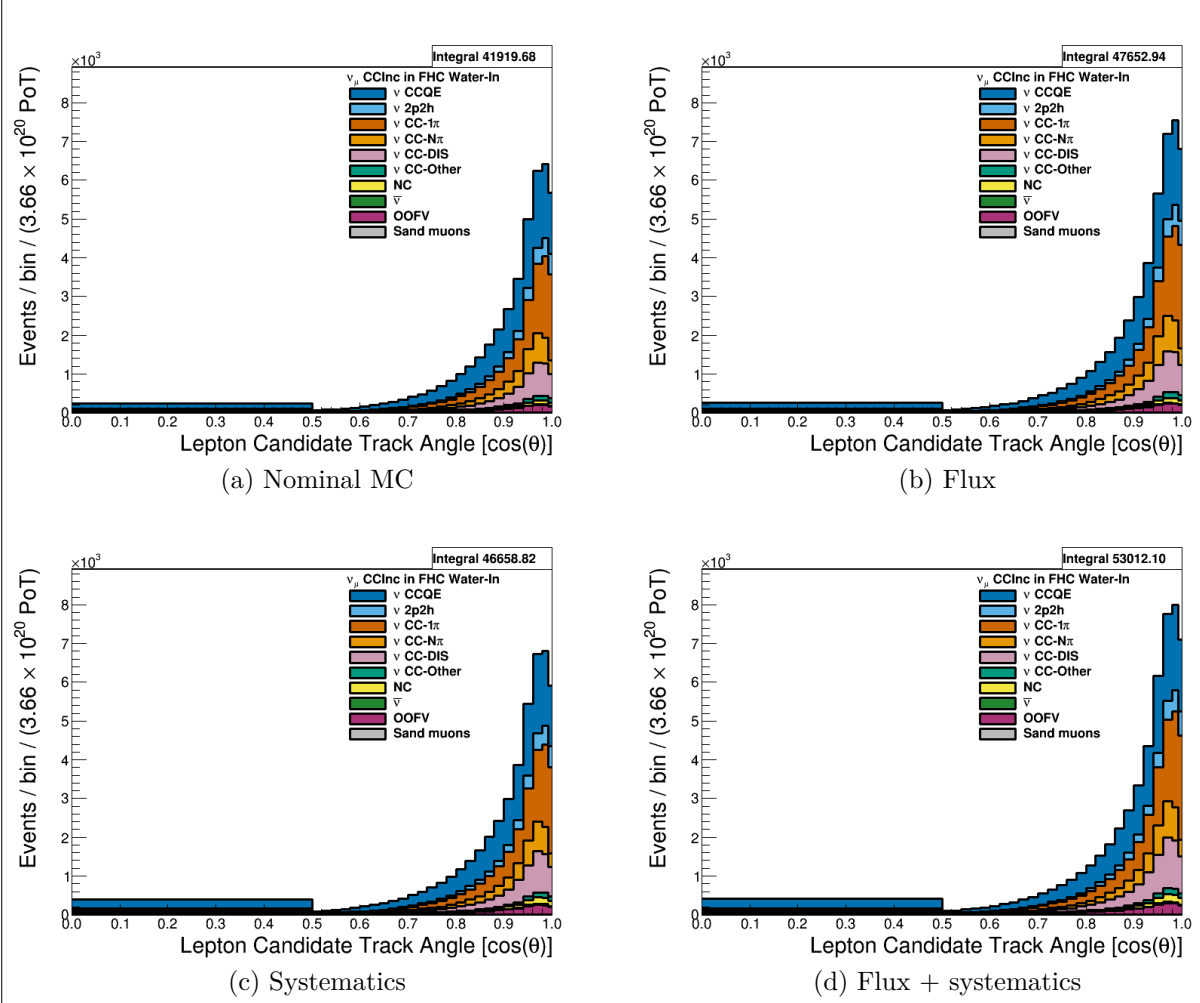 Integral 41919.68
×10³
ν_μ CCInc in FHC Water-In
ν CCQE
ν 2p2h
ν CC-1π
ν CC-Nπ
ν CC-DIS
ν CC-Other
NC
ν̅
OOFV
Sand muons
Events / bin / (3.66 × 10²⁰ PoT)
8
7
6
5
4
3
2
1
0
0.0 0.1 0.2 0.3 0.4 0.5 0.6 0.7 0.8 0.9 1.0
Lepton Candidate Track Angle [cos(θ)]
(a) Nominal MC
Integral 47652.94
×10³
ν_μ CCInc in FHC Water-In
ν CCQE
ν 2p2h
ν CC-1π
ν CC-Nπ
ν CC-DIS
ν CC-Other
NC
ν̅
OOFV
Sand muons
Events / bin / (3.66 × 10²⁰ PoT)
8
7
6
5
4
3
2
1
0
0.0 0.1 0.2 0.3 0.4 0.5 0.6 0.7 0.8 0.9 1.0
Lepton Candidate Track Angle [cos(θ)]
(b) Flux
Integral 46658.82
×10³
ν_μ CCInc in FHC Water-In
ν CCQE
ν 2p2h
ν CC-1π
ν CC-Nπ
ν CC-DIS
ν CC-Other
NC
ν̅
OOFV
Sand muons
Events / bin / (3.66 × 10²⁰ PoT)
8
7
6
5
4
3
2
1
0
0.0 0.1 0.2 0.3 0.4 0.5 0.6 0.7 0.8 0.9 1.0
Lepton Candidate Track Angle [cos(θ)]
(c) Systematics
Integral 53012.10
×10³
ν_μ CCInc in FHC Water-In
ν CCQE
ν 2p2h
ν CC-1π
ν CC-Nπ
ν CC-DIS
ν CC-Other
NC
ν̅
OOFV
Sand muons
Events / bin / (3.66 × 10²⁰ PoT)
8
7
6
5
4
3
2
1
0
0.0 0.1 0.2 0.3 0.4 0.5 0.6 0.7 0.8 0.9 1.0
Lepton Candidate Track Angle [cos(θ)]
(d) Flux + systematics